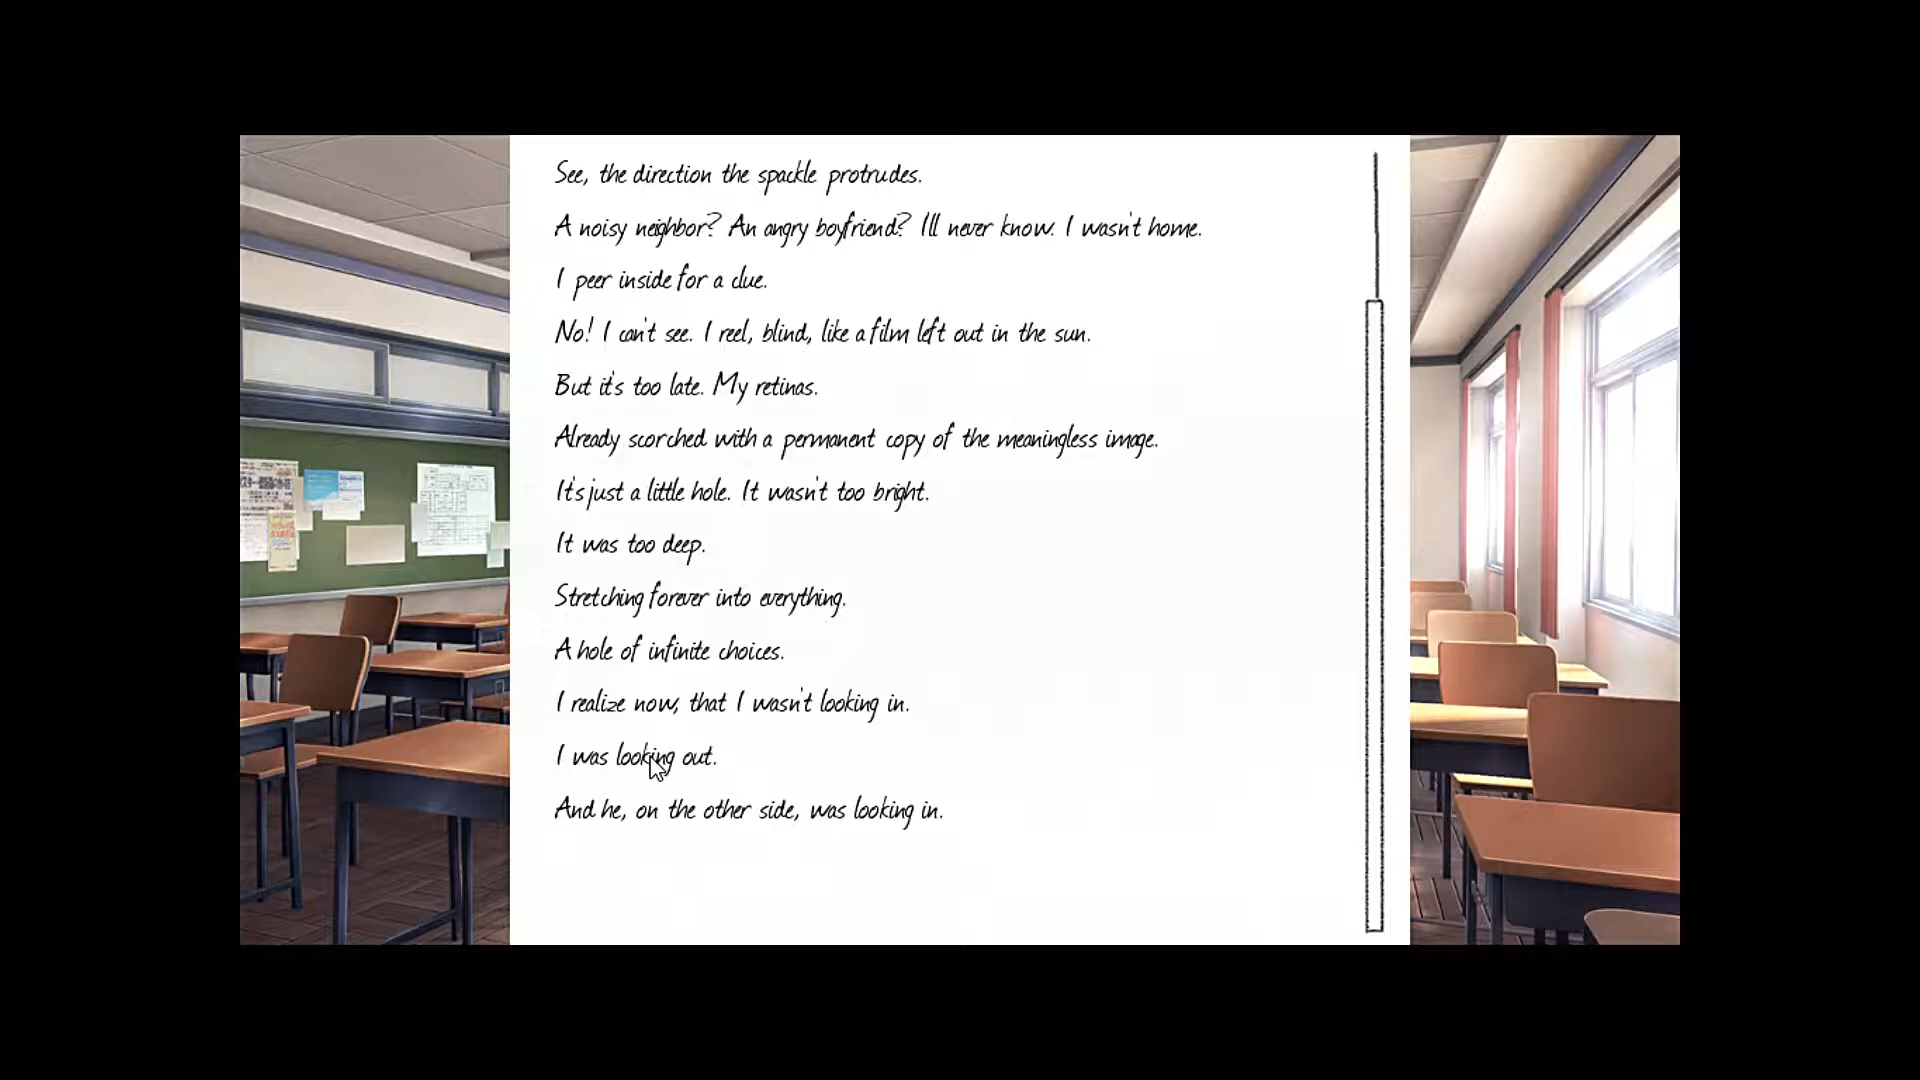 See, the direction the spackle protrudes.
A noisy neighbor? An angry boyfriend? I'll never know. I wasn't home.
I peer inside for a clue.
No! I can't see. I reel, blind, like a film left out in the sun.
But it's too late. My retinas.
Already scorched with a permanent copy of the meaningless image.
It's just a little hole. It wasn't too bright.
It was too deep.
Stretching forever into everything.
A hole of infinite choices.
I realize now, that I wasn't looking in.
I was looking out.
And he, on the other side, was looking in.